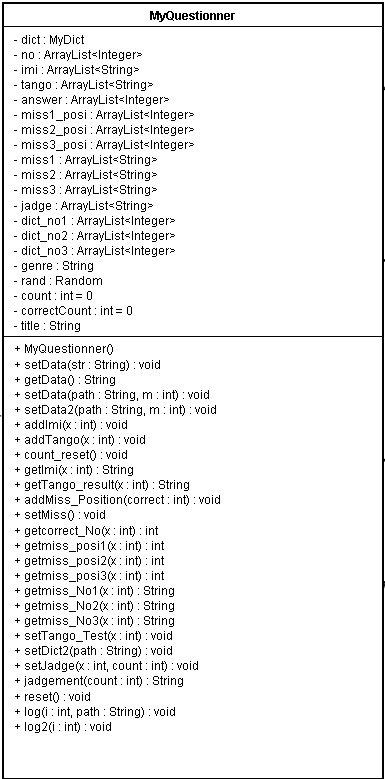 MyQuestionner
- dict : MyDict
- no : ArrayList<Integer>
- imi : ArrayList<String>
- tango : ArrayList<String>
- answer : ArrayList<Integer>
- miss1_posi : ArrayList<Integer>
- miss2_posi : ArrayList<Integer>
- miss3_posi : ArrayList<Integer>
- miss1 : ArrayList<String>
- miss2 : ArrayList<String>
- miss3 : ArrayList<String>
- jadge : ArrayList<String>
- dict_no1 : ArrayList<Integer>
- dict_no2 : ArrayList<Integer>
- dict_no3 : ArrayList<Integer>
- genre : String
- rand : Random
- count : int = 0
- correctCount : int = 0
- title : String
+ MyQuestionner()
+ setData(str : String) : void
+ getData() : String
+ setData(path : String, m : int) : void
+ setData2(path : String, m : int) : void
+ addImi(x : int) : void
+ addTango(x : int) : void
+ count_reset() : void
+ getImi(x : int) : String
+ getTango_result(x : int) : String
+ addMiss_Position(correct : int) : void
+ setMiss() : void
+ getcorrect_No(x : int) : int
+ getmiss_posi1(x : int) : int
+ getmiss_posi2(x : int) : int
+ getmiss_posi3(x : int) : int
+ getmiss_No1(x : int) : String
+ getmiss_No2(x : int) : String
+ getmiss_No3(x : int) : String
+ setTango_Test(x : int) : void
+ setDict2(path : String) : void
+ setJadge(x : int, count : int) : void
+ jadgement(count : int) : String
+ reset() : void
+ log(i : int, path : String) : void
+ log2(i : int) : void